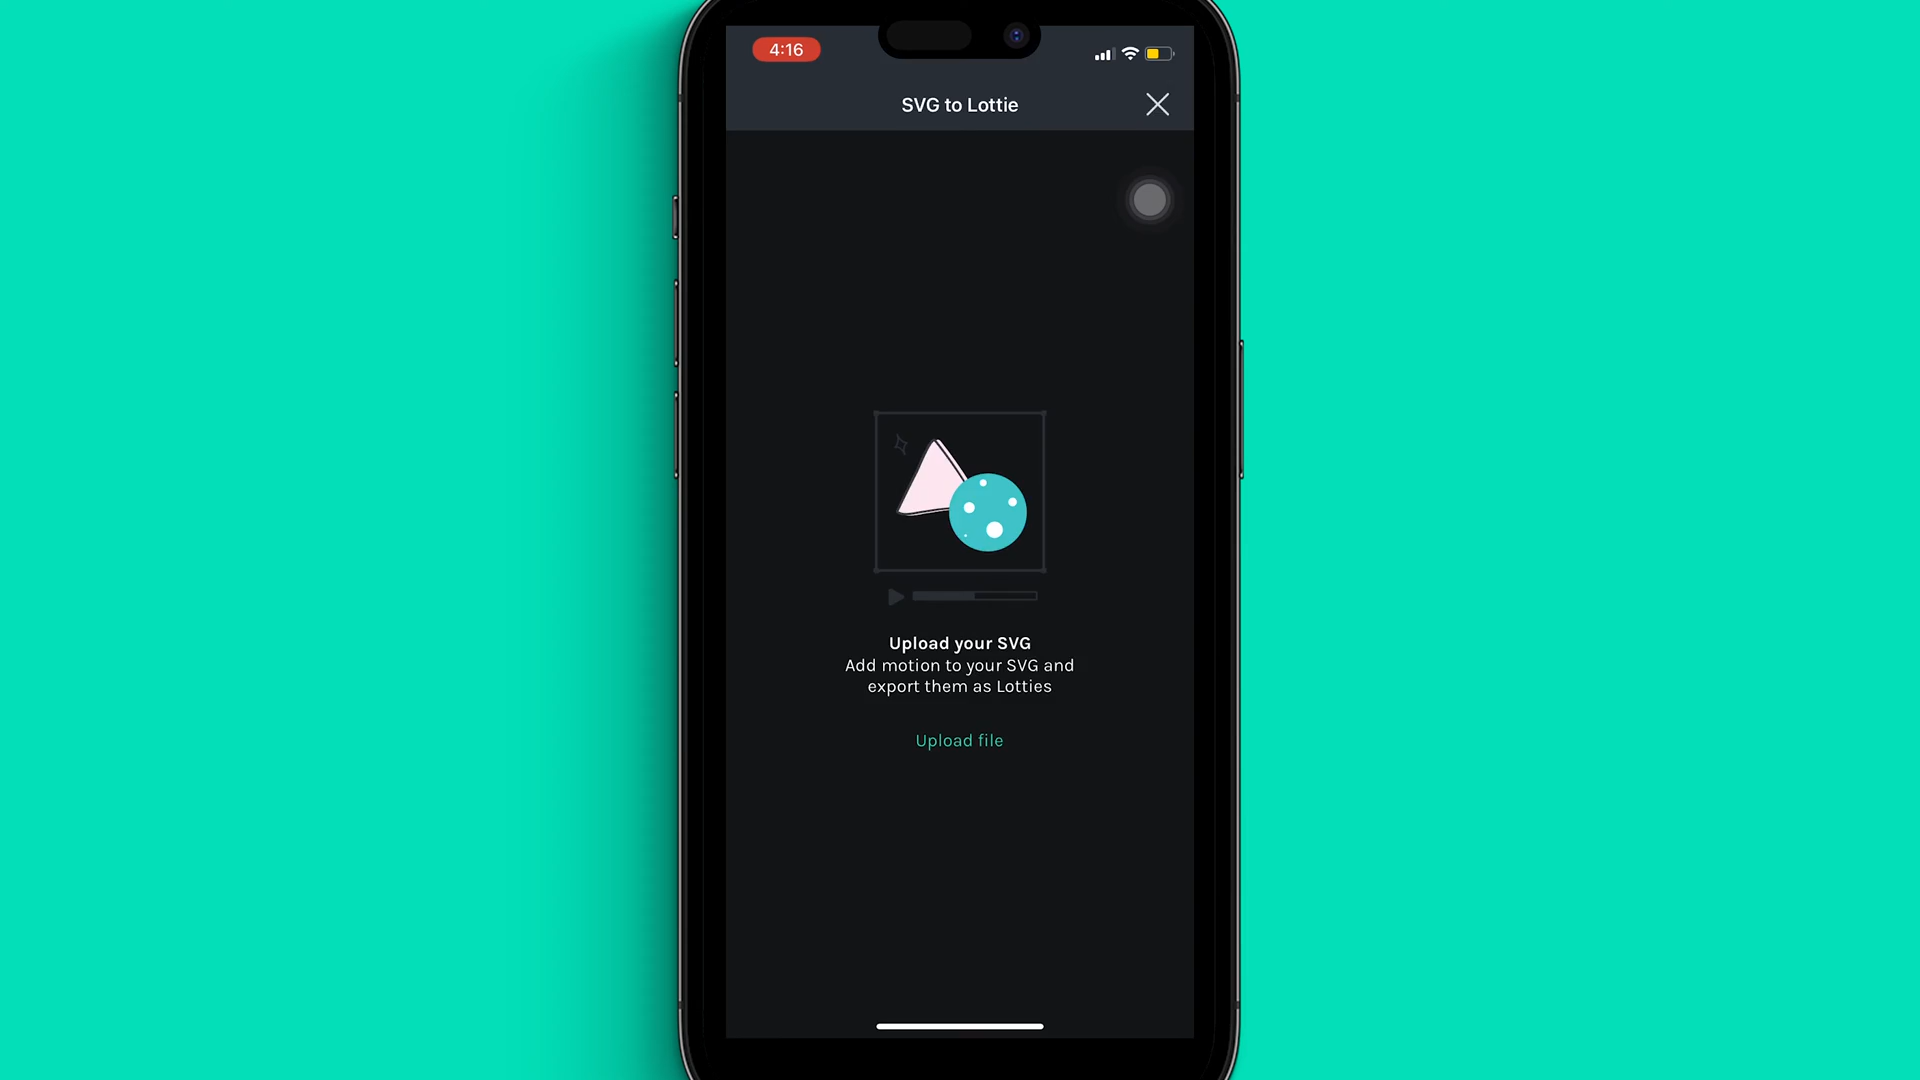 4:16
SVG to Lottie
Upload your SVG
Add motion to your SVG and
export them as Lotties
Upload file